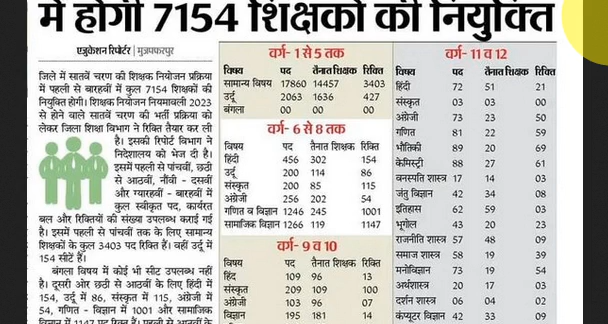 में होगी 7154 शिक्षकों की नियुक्ति
एजुकेशन रिपोर्टर | मुजफ्फरपुर
जिले में सातवें चरण की शिक्षक नियोजन प्रक्रिया
में पहली से बारहवीं में कुल 7154 शिक्षकों की
नियुक्ति होगी। शिक्षक नियोजन नियमावली 2023
से होने वाले सातवें चरण की भर्ती प्रक्रिया को
लेकर जिला शिक्षा विभाग ने रिक्ति तैयार कर ली
है। इसकी रिपोर्ट विभाग ने
निदेशालय को भेज दी है।
इसमें पहली से पांचवीं, छठी
से आठवीं, नौवीं - दसवीं
और ग्यारहवीं - बारहवीं में
कुल स्वीकृत पद, कार्यरत
बल और रिक्तियों की संख्या उपलब्ध कराई गई
है। इसमें पहली से पांचवीं तक के लिए सामान्य
शिक्षकों के कुल 3403 पद रिक्त हैं। वहीं उर्दू में
154 सीटें हैं।
बंगला विषय में कोई भी सीट उपलब्ध नहीं
है। दूसरी ओर छठी से आठवीं के लिए हिंदी में
154, उर्दू में 86, संस्कृत में 115, अंग्रेजी में
54, गणित - विज्ञान में 1001 और सामाजिक
विज्ञान में 1147 पद रिक्त हैं।
वर्ग- 1 से 5 तक
विषय पद तैनात शिक्षक रिक्ति
सामान्य विषय 17860 14457 3403
उर्दू 2063 1636 427
बंगला 00 00 00
वर्ग- 6 से 8 तक
विषय पद तैनात शिक्षक रिक्ति
हिंदी 456 302 154
उर्दू 200 114 86
संस्कृत 200 85 115
अंग्रेजी 256 202 54
गणित व विज्ञान 1246 245 1001
सामाजिक विज्ञान 1266 119 1147
वर्ग- 9 व 10
विषय पद तैनात शिक्षक रिक्ति
हिंद 109 96 13
संस्कृत 209 109 100
अंग्रेजी 103 96 07
विज्ञान 195 181 14
वर्ग- 11 व 12
विषय पद तैनात शिक्षक रिक्ति
हिंदी 72 51 21
संस्कृत 03 03 00
अंग्रेजी 73 23 50
गणित 81 22 59
भौतिकी 89 20 69
केमिस्ट्री 88 27 61
वनस्पति शास्त्र 17 14 03
जंतु विज्ञान 42 34 08
इतिहास 62 59 03
भूगोल 43 20 23
राजनीति शास्त्र 57 48 09
समाज शास्त्र 58 19 39
मनोविज्ञान 73 19 54
अर्थशास्त्र 20 17 03
दर्शन शास्त्र 06 04 02
कंप्यूटर विज्ञान 42 33 09